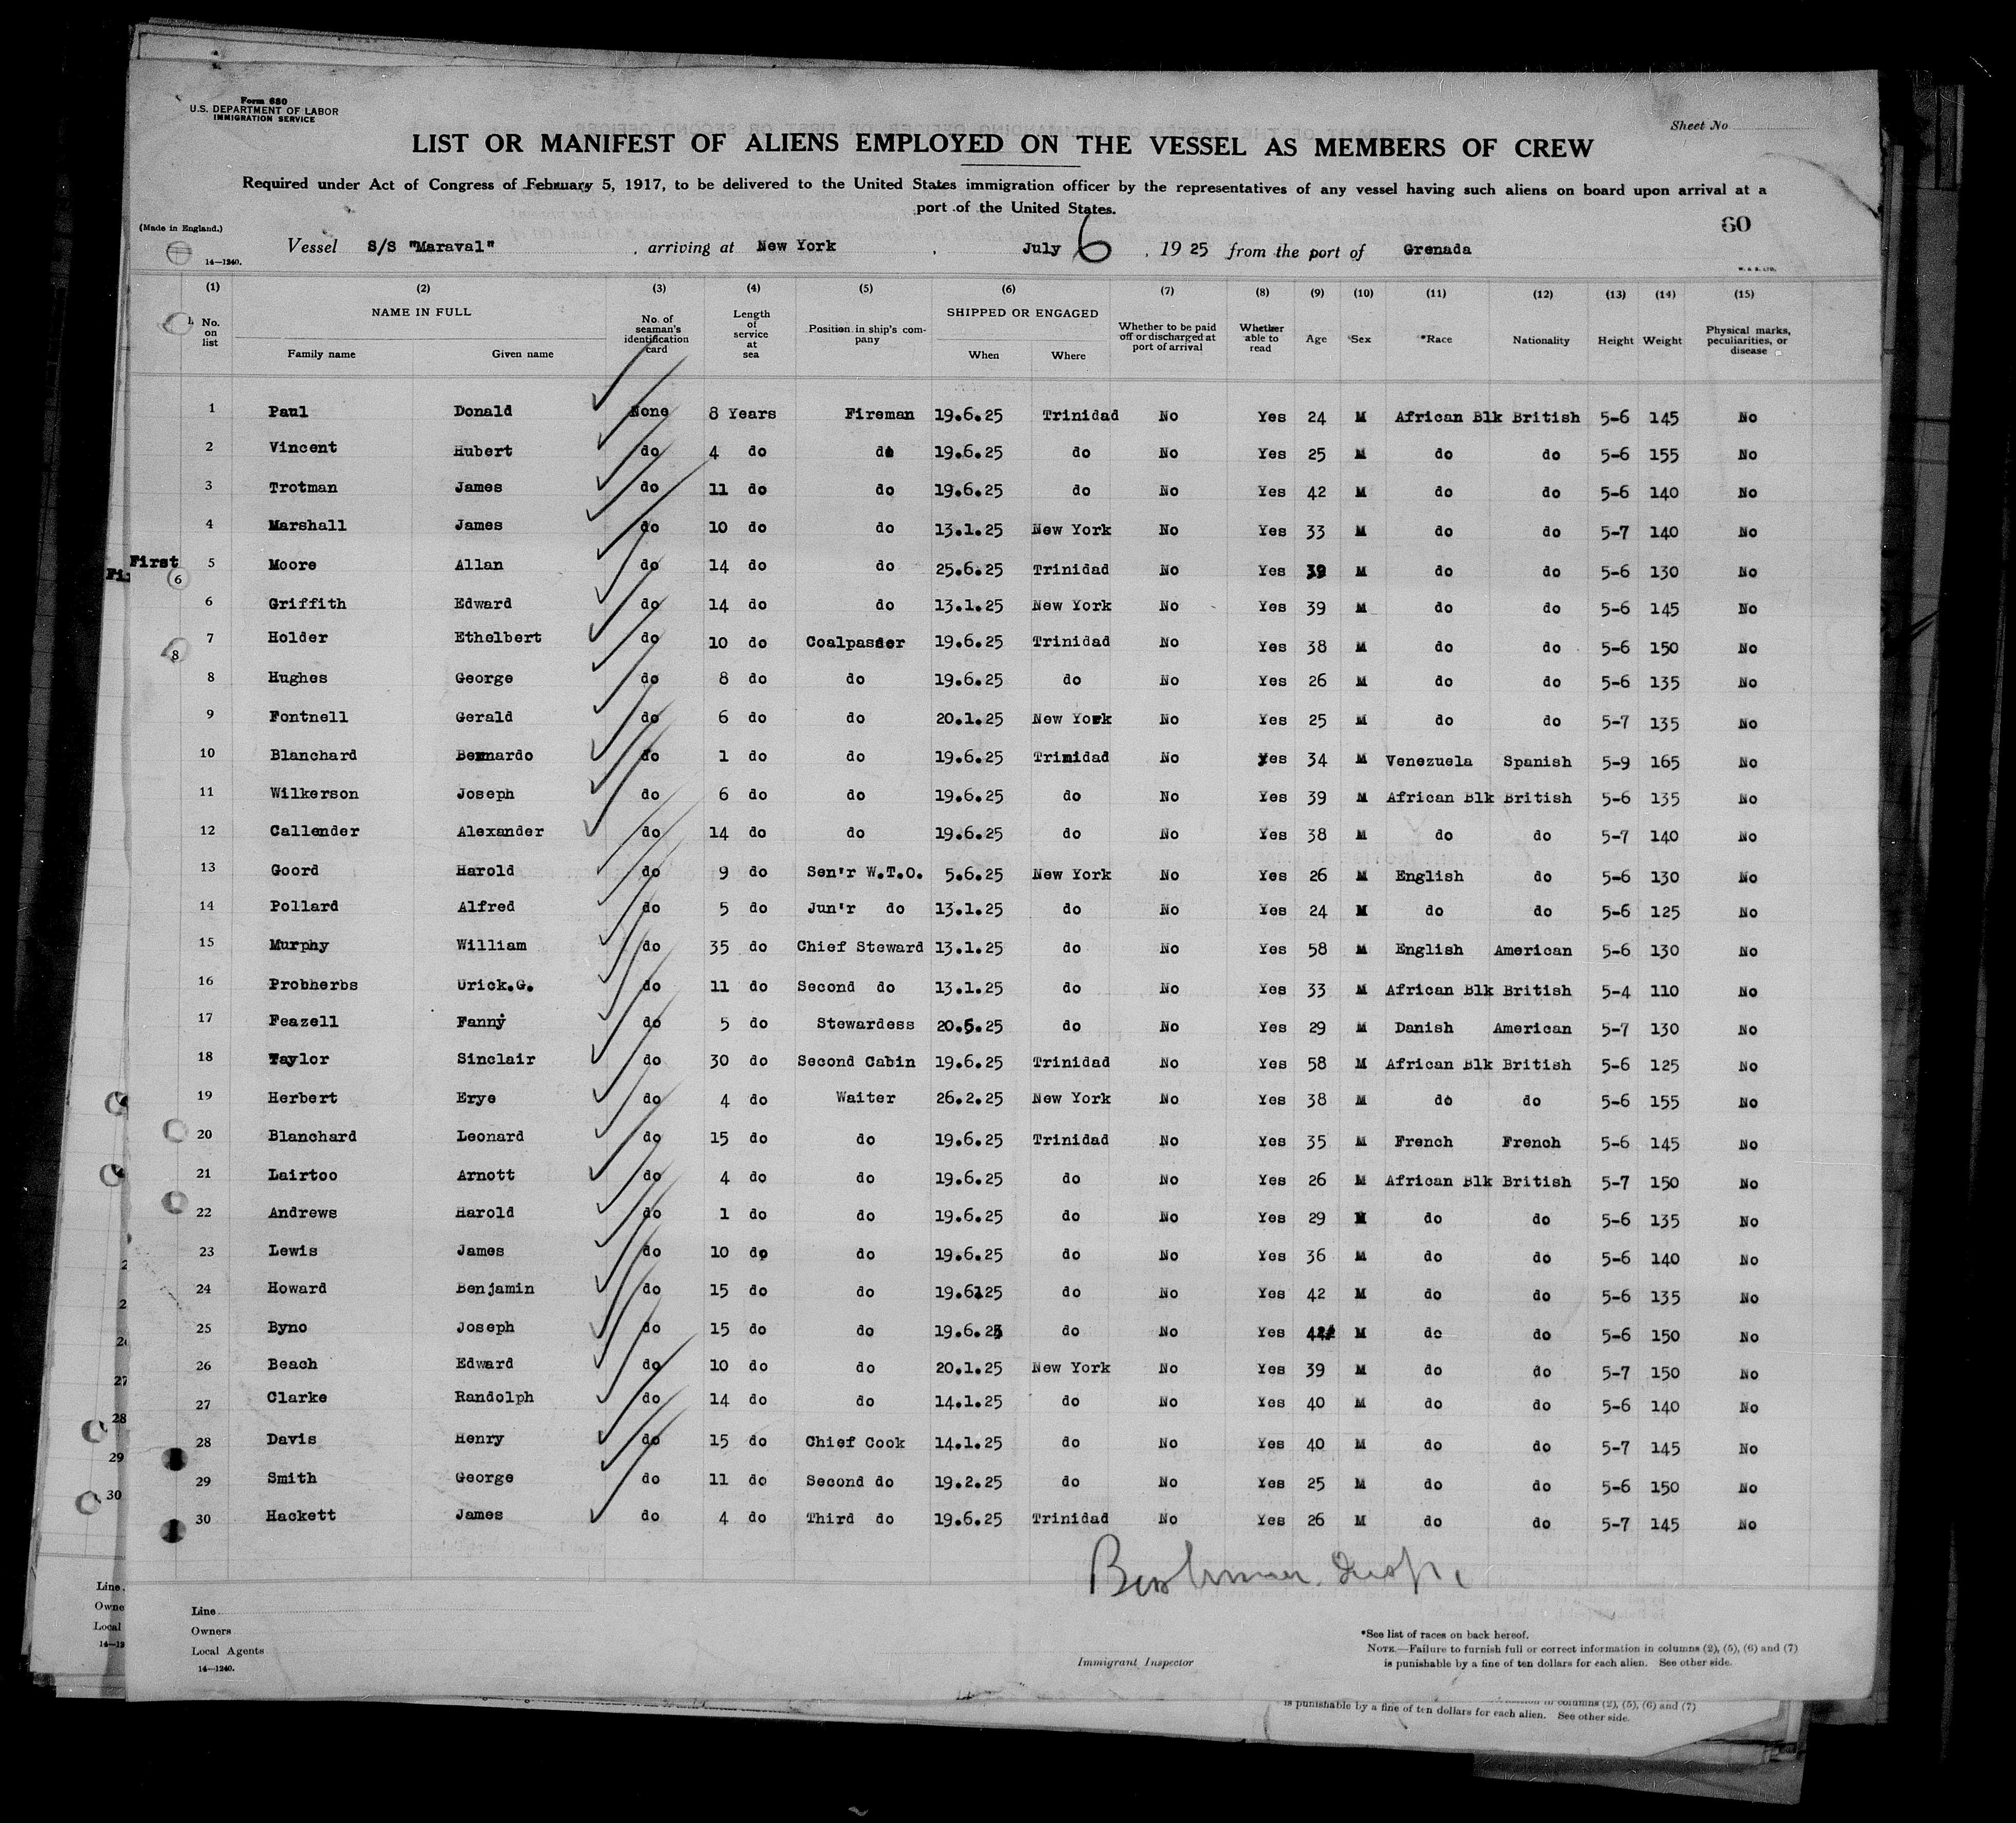 Form 680
U.S. DEPARTMENT OF LABOR
IMMIGRATION SERVICE
Sheet No
LIST OR MANIFEST OF ALIENS EMPLOYED ON THE VESSEL AS MEMBERS OF CREW
Required under Act of Congress of February 5, 1917, to be delivered to the United States immigration officer by the representatives of any vessel having such aliens on board upon arrival at a
port of the United States.
60
(Made in England.)
Vessel S/S "Maraval", arriving at New York, July 6, 1925 from the port of Grenada
14—1240.
W. & S. LTD.
(1) (2) (3) (4) (5) (6) (7) (8) (9) (10) (11) (12) (13) (14) (15)
No. on list NAME IN FULL Family name Given name No. of seaman's identification card Length of service at sea Position in ship's company SHIPPED OR ENGAGED When Where Whether to be paid off or discharged at port of arrival Whether able to read Age Sex *Race Nationality Height Weight Physical marks, peculiarities, or disease
1 Paul Donald None 8 Years Fireman 19.6.25 Trinidad No Yes 24 M African Blk British 5-6 145 No
2 Vincent Hubert do 4 do do 19.6.25 do No Yes 25 M do do 5-6 155 No
3 Trotman James do 11 do do 19.6.25 do No Yes 42 M do do 5-6 140 No
4 Marshall James do 10 do do 13.1.25 New York No Yes 33 M do do 5-7 140 No
First 5 Moore Allan do 14 do do 25.6.25 Trinidad No Yes 39 M do do 5-6 130 No
6 Griffith Edward do 14 do do 13.1.25 New York No Yes 39 M do do 5-6 145 No
7 Holder Ethelbert do 10 do Coalpasser 19.6.25 Trinidad No Yes 38 M do do 5-6 150 No
8 Hughes George do 8 do do 19.6.25 do No Yes 26 M do do 5-6 135 No
9 Fontnell Gerald do 6 do do 20.1.25 New York No Yes 25 M do do 5-7 135 No
10 Blanchard Bernardo do 1 do do 19.6.25 Trinidad No Yes 34 M Venezuela Spanish 5-9 165 No
11 Wilkerson Joseph do 6 do do 19.6.25 do No Yes 39 M African Blk British 5-6 135 No
12 Callender Alexander do 14 do do 19.6.25 do No Yes 38 M do do 5-7 140 No
13 Goord Harold do 9 do Sen'r W.T.O. 5.6.25 New York No Yes 26 M English do 5-6 130 No
14 Pollard Alfred do 5 do Jun'r do 13.1.25 do No Yes 24 M do do 5-6 125 No
15 Murphy William do 35 do Chief Steward 13.1.25 do No Yes 58 M English American 5-6 130 No
16 Probherbs Urick.G. do 11 do Second do 13.1.25 do No Yes 33 M African Blk British 5-4 110 No
17 Feazell Fanny do 5 do Stewardess 20.5.25 do No Yes 29 M Danish American 5-7 130 No
18 Taylor Sinclair do 30 do Second Cabin 19.6.25 Trinidad No Yes 58 M African Blk British 5-6 125 No
19 Herbert Erye do 4 do Waiter 26.2.25 New York No Yes 38 M do do 5-6 155 No
20 Blanchard Leonard do 15 do do 19.6.25 Trinidad No Yes 35 M French French 5-6 145 No
21 Lairtoo Arnott do 4 do do 19.6.25 do No Yes 26 M African Blk British 5-7 150 No
22 Andrews Harold do 1 do do 19.6.25 do No Yes 29 M do do 5-6 135 No
23 Lewis James do 10 do do 19.6.25 do No Yes 36 M do do 5-6 140 No
24 Howard Benjamin do 15 do do 19.6125 do No Yes 42 M do do 5-6 135 No
25 Byno Joseph do 15 do do 19.6.25 do No Yes 42 M do do 5-6 150 No
26 Beach Edward do 10 do do 20.1.25 New York No Yes 39 M do do 5-7 150 No
27 Clarke Randolph do 14 do do 14.1.25 do No Yes 40 M do do 5-6 140 No
28 Davis Henry do 15 do Chief Cook 14.1.25 do No Yes 40 M do do 5-7 145 No
29 Smith George do 11 do Second do 19.2.25 do No Yes 25 M do do 5-6 150 No
30 Hackett James do 4 do Third do 19.6.25 Trinidad No Yes 26 M do do 5-7 145 No
Line
Owners
Local Agents
14—1240.
Immigrant Inspector
*See list of races on back hereof.
NOTE.—Failure to furnish full or correct information in columns (2), (5), (6) and (7)
is punishable by a fine of ten dollars for each alien. See other side.
is punishable by a fine of ten dollars for each alien. See other side.